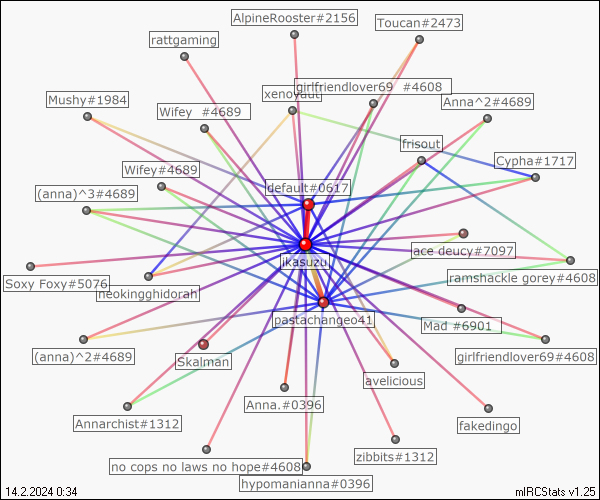 AlpineRooster#2156
Toucan#2473
rattgaming
girlfriendlover69 #4608
xenoyaut
Mushy#1984
Anna^2#4689
Wifey #4689
frisout
Cypha#1717
Wifey#4689
default#0617
(anna)^3#4689
ace deucy#7097
jkasuzu
Soxy Foxy#5076
ramshackle gorey#4608
neokingghidorah
pastachangeo41
Mad #6901
(anna)^2#4689
Skalman
girlfriendlover69#4608
avelicious
Anna.#0396
Annarchist#1312
fakedingo
zibbits#1312
no cops no laws no hope#4608
hypomanianna#0396
14.2.2024 0:34
mIRCStats v1.25